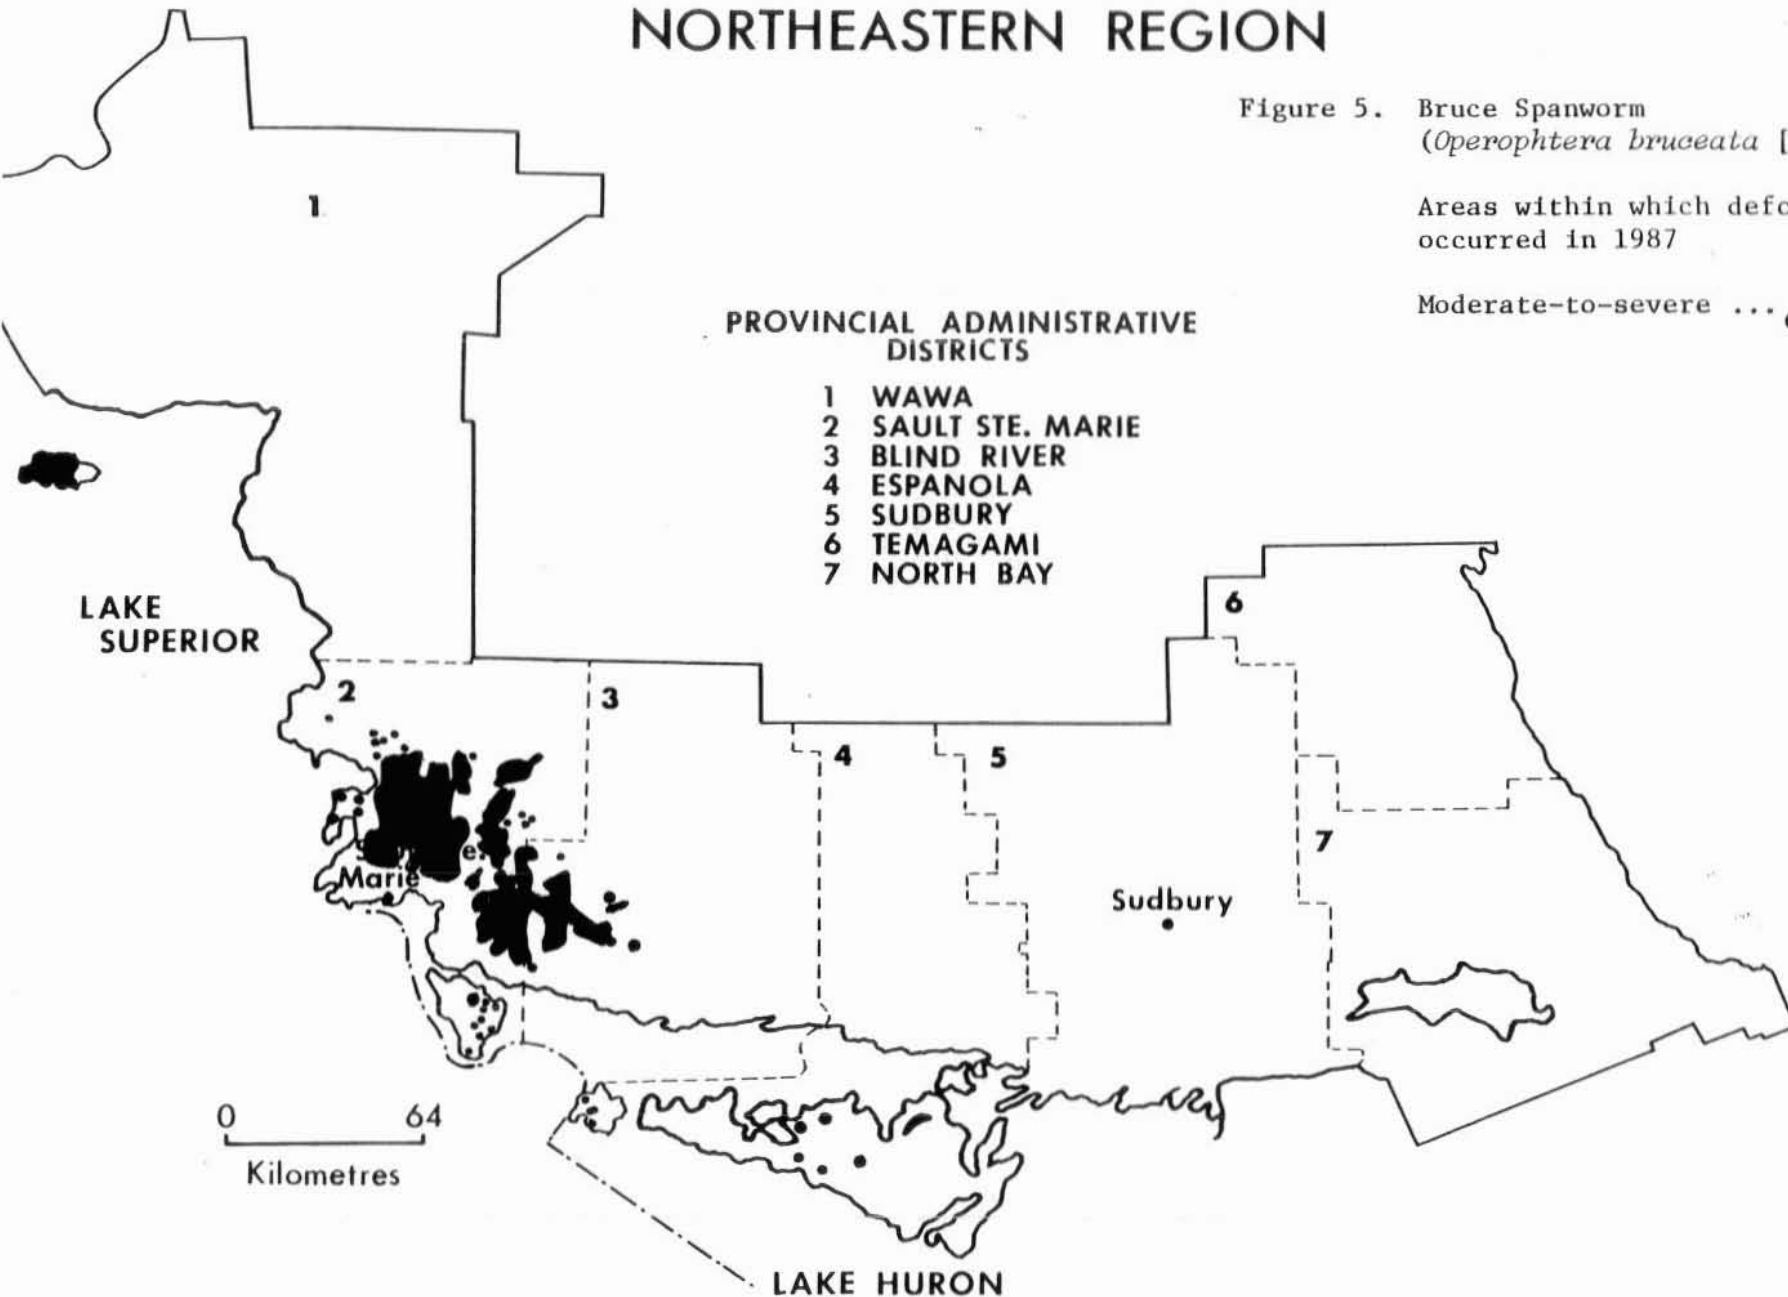 NORTHEASTERN REGION
Figure 5. Bruce Spanworm
(Operophtera bruceata [
Areas within which
occurred in 1987
Moderate-to-severe ...
PROVINCIAL ADMINISTRATIVE
DISTRICTS
1 WAWA
2 SAULT STE. MARIE
3 BLIND RIVER
4 ESPANOLA
5 SUDBURY
6 TEMAGAMI
7 NORTH BAY
1
LAKE
SUPERIOR
2
3
4
5
6
7
Marie
Sudbury
0 64
Kilometres
LAKE HURON